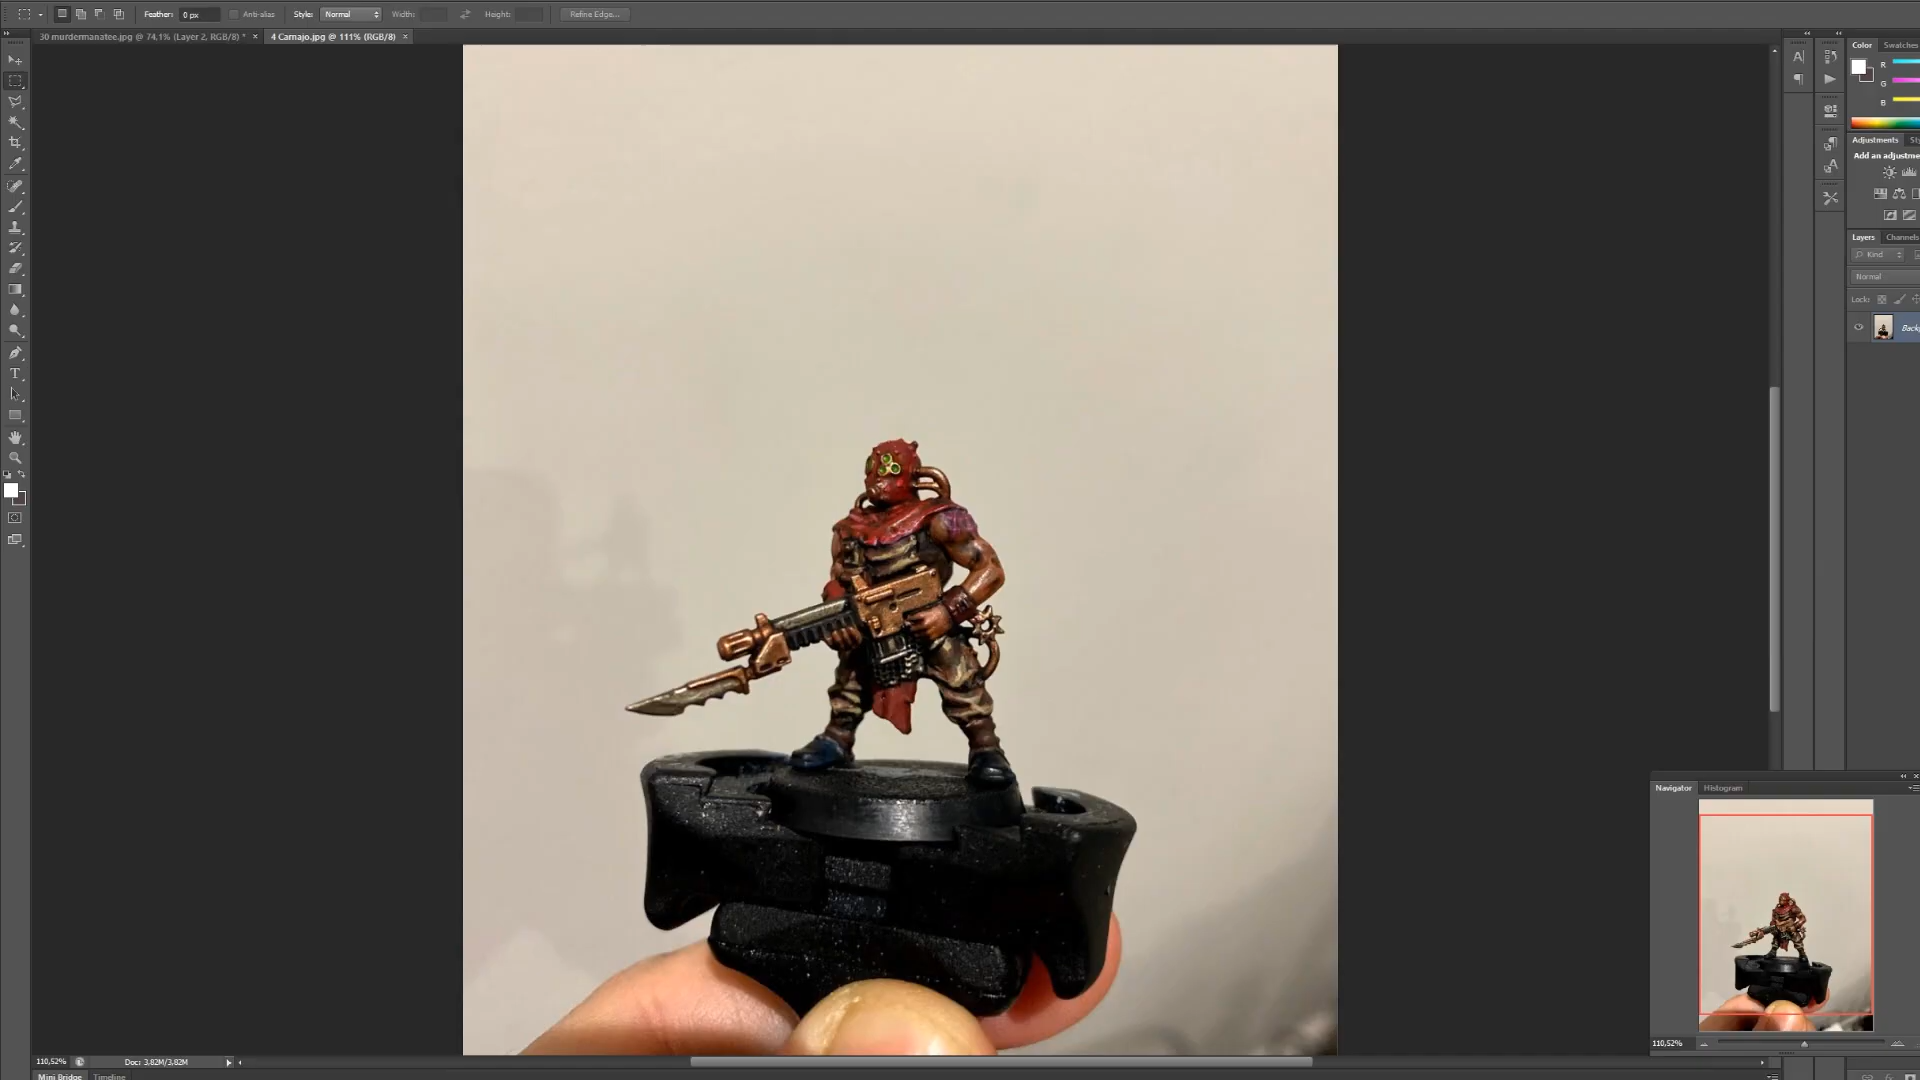 Feather: 0 px Anti-alias Style: Normal Width: Height: Refine Edge...
30 murdermanatee.jpg @ 74,1% (Layer 2, RGB/8) * × 4 Camajo.jpg @ 111% (RGB/8) ×
Color Swatches
R
G
B
Adjustments
Add an adjustme
Layers Channels
Kind
Normal
Lock:
Backg
Navigator Histogram
110,52%
110,52% Doc: 3,82M/3,82M
Mini Bridge Timeline